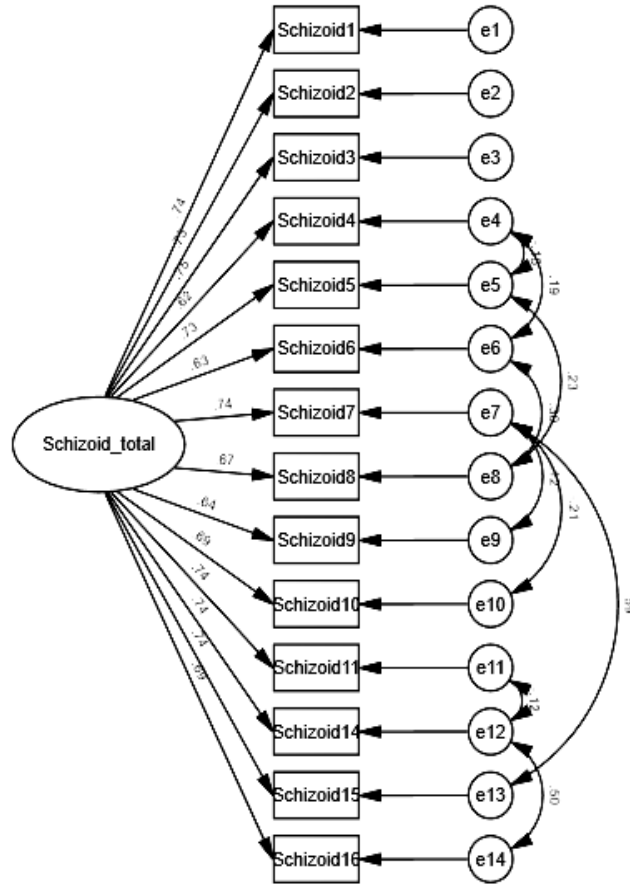 Schizoid1
e1
Schizoid2
e2
Schizoid3
e3
.74
Schizoid4
e4
.75
.62
.19
Schizoid5
e5
.73
Schizoid6
e6
.63
.23
.74
Schizoid7
e7
Schizoid_total
.67
Schizoid8
e8
.64
.21
Schizoid9
e9
.69
Schizoid10
e10
.74
.74
Schizoid11
e11
.74
.69
.12
Schizoid14
e12
Schizoid15
e13
.50
Schizoid16
e14